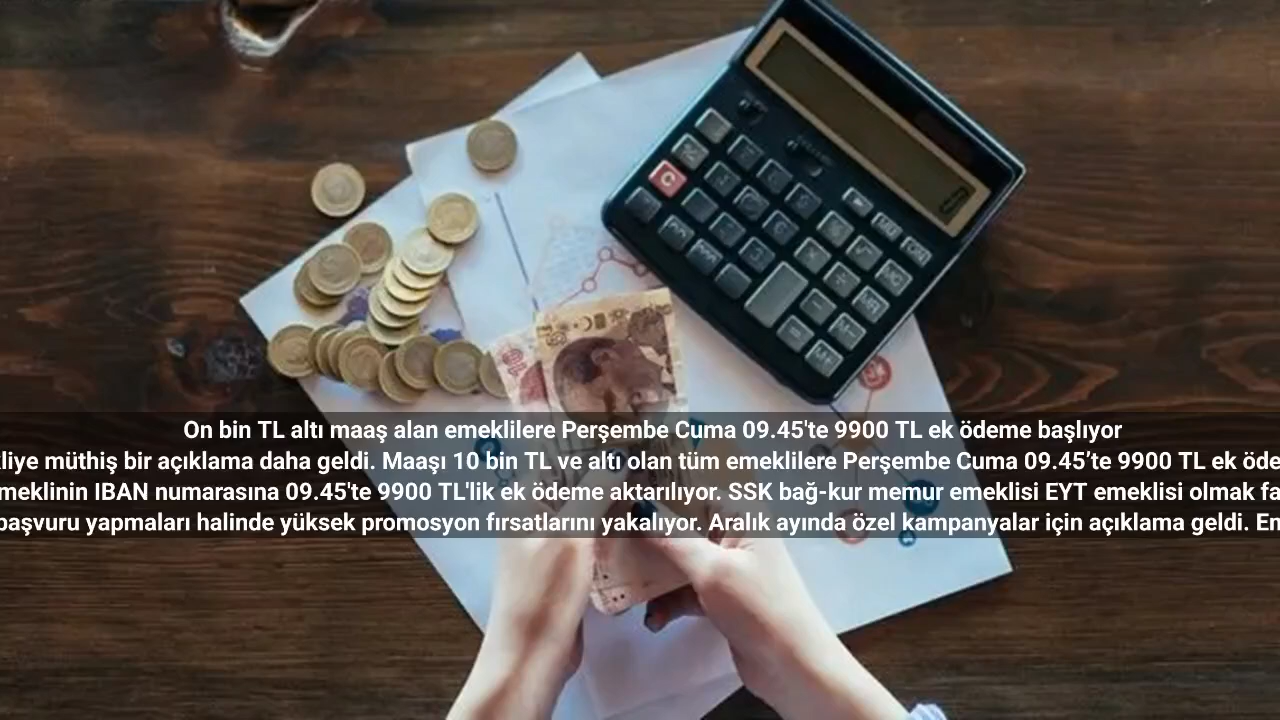 On bin TL altı maaş alan emeklilere Perşembe Cuma 09.45'te 9900 TL ek ödeme başlıyor
liye müthiş bir açıklama daha geldi. Maaşı 10 bin TL ve altı olan tüm emeklilere Perşembe Cuma 09.45’te 9900 TL ek öde
meklinin IBAN numarasına 09.45'te 9900 TL'lik ek ödeme aktarılıyor. SSK bağ-kur memur emeklisi EYT emeklisi olmak fa
başvuru yapmaları halinde yüksek promosyon fırsatlarını yakalıyor. Aralık ayında özel kampanyalar için açıklama geldi. En